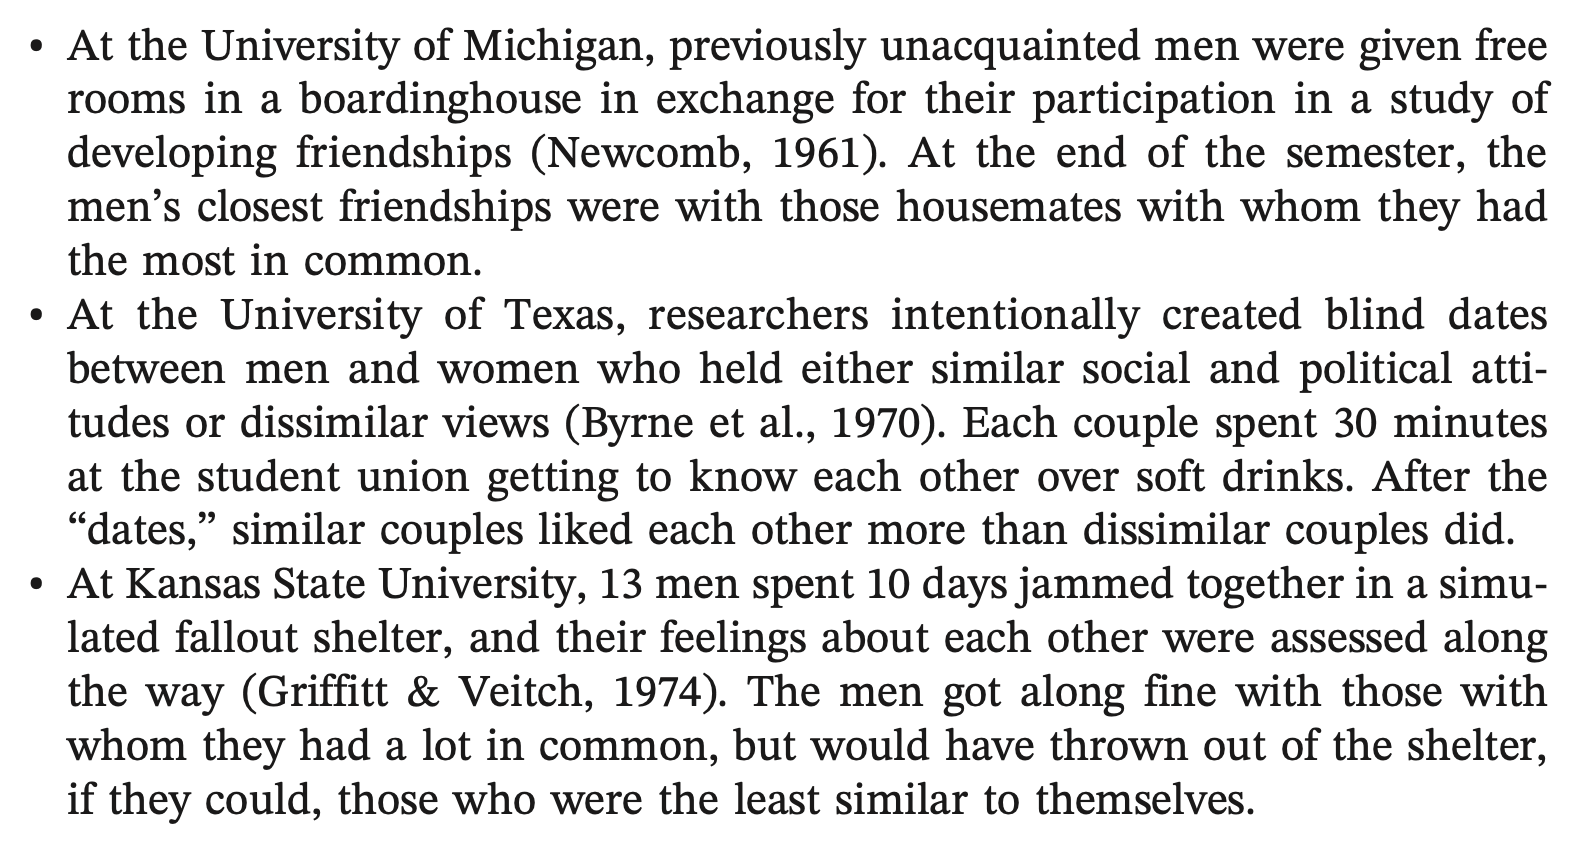 • At the University of Michigan, previously unacquainted men were given free
rooms in a boardinghouse in exchange for their participation in a study of
developing friendships (Newcomb, 1961). At the end of the semester, the
men’s closest friendships were with those housemates with whom they had
the most in common.
• At the University of Texas, researchers intentionally created blind dates
between men and women who held either similar social and political atti-
tudes or dissimilar views (Byrne et al., 1970). Each couple spent 30 minutes
at the student union getting to know each other over soft drinks. After the
“dates,” similar couples liked each other more than dissimilar couples did.
• At Kansas State University, 13 men spent 10 days jammed together in a simu-
lated fallout shelter, and their feelings about each other were assessed along
the way (Griffitt & Veitch, 1974). The men got along fine with those with
whom they had a lot in common, but would have thrown out of the shelter,
if they could, those who were the least similar to themselves.